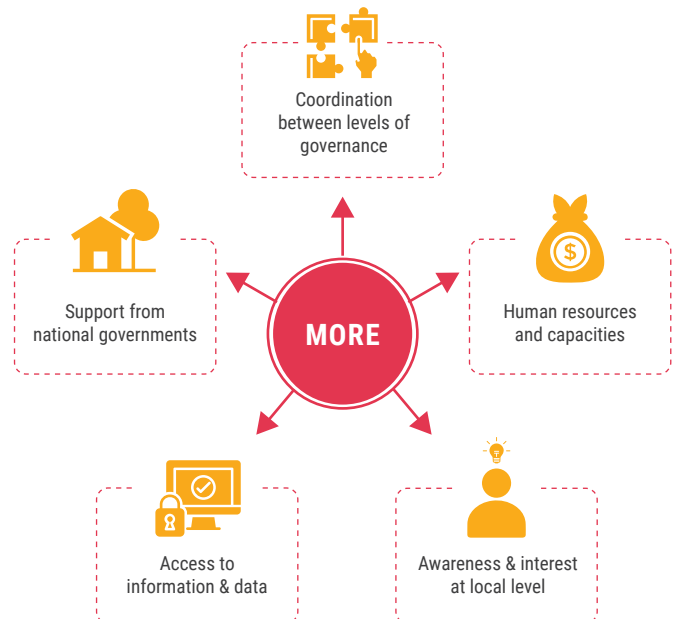 Coordination
between levels of
governance
Support from
national governments
$
Human resources
and capacities
MORE
Access to
information & data
Awareness & interest
at local level